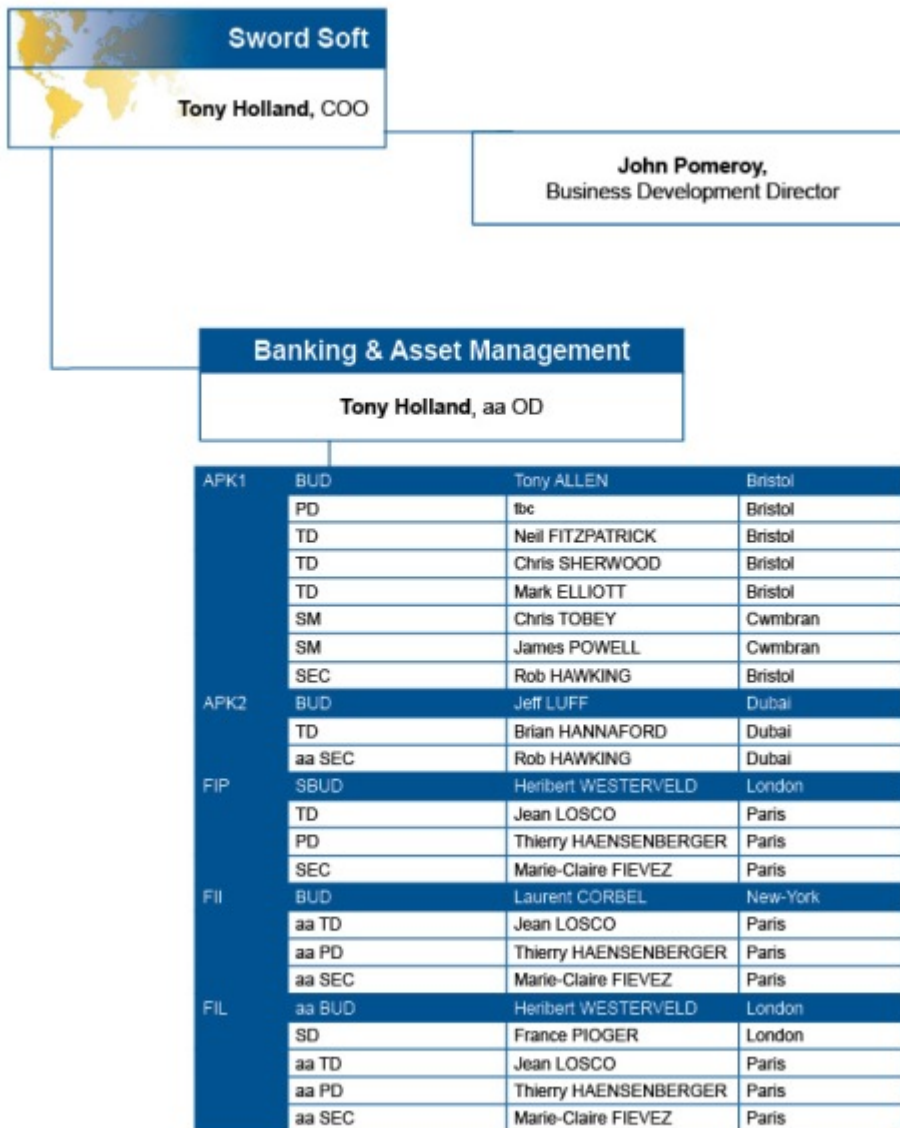 Sword Soft
Tony Holland, COO
John Pomeroy,
Business Development Director
Banking & Asset Management
Tony Holland, aa OD
APK1 BUD Tony ALLEN Bristol
PD tbc Bristol
TD Neil FITZPATRICK Bristol
TD Chris SHERWOOD Bristol
TD Mark ELLIOTT Bristol
SM Chris TOBEY Cwmbran
SM James POWELL Cwmbran
SEC Rob HAWKING Bristol
APK2 BUD Jeff LUFF Dubai
TD Brian HANNAFORD Dubai
aa SEC Rob HAWKING Dubai
FIP SBUD Heribert WESTERVELD London
TD Jean LOSCO Paris
PD Thierry HAENSENBERGER Paris
SEC Marie-Claire FIEVEZ Paris
FII BUD Laurent CORBEL New-York
aa TD Jean LOSCO Paris
aa PD Thierry HAENSENBERGER Paris
aa SEC Marie-Claire FIEVEZ Paris
FIL aa BUD Heribert WESTERVELD London
SD France PIOGER London
aa TD Jean LOSCO Paris
aa PD Thierry HAENSENBERGER Paris
aa SEC Marie-Claire FIEVEZ Paris